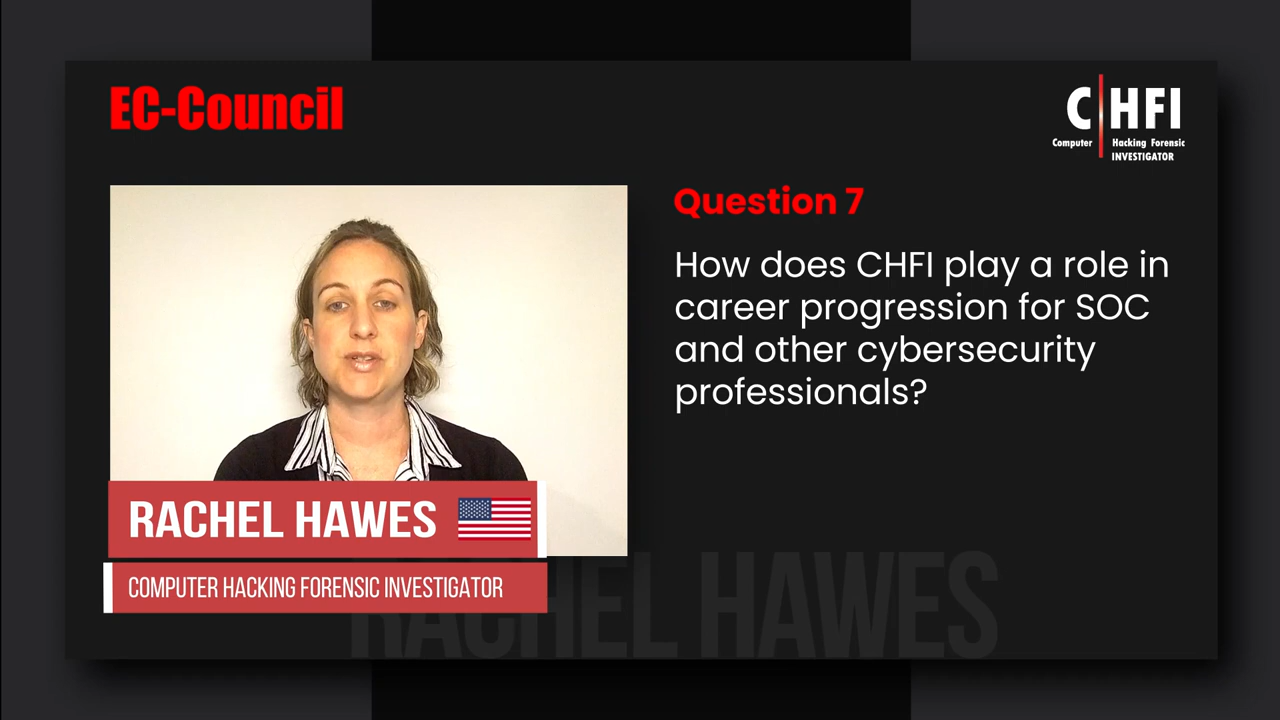 EC-Council
C|HFI
Computer Hacking Forensic
INVESTIGATOR
Question 7
How does CHFI play a role in
career progression for SOC
and other cybersecurity
professionals?
RACHEL HAWES
COMPUTER HACKING FORENSIC INVESTIGATOR
RACHEL HAWES